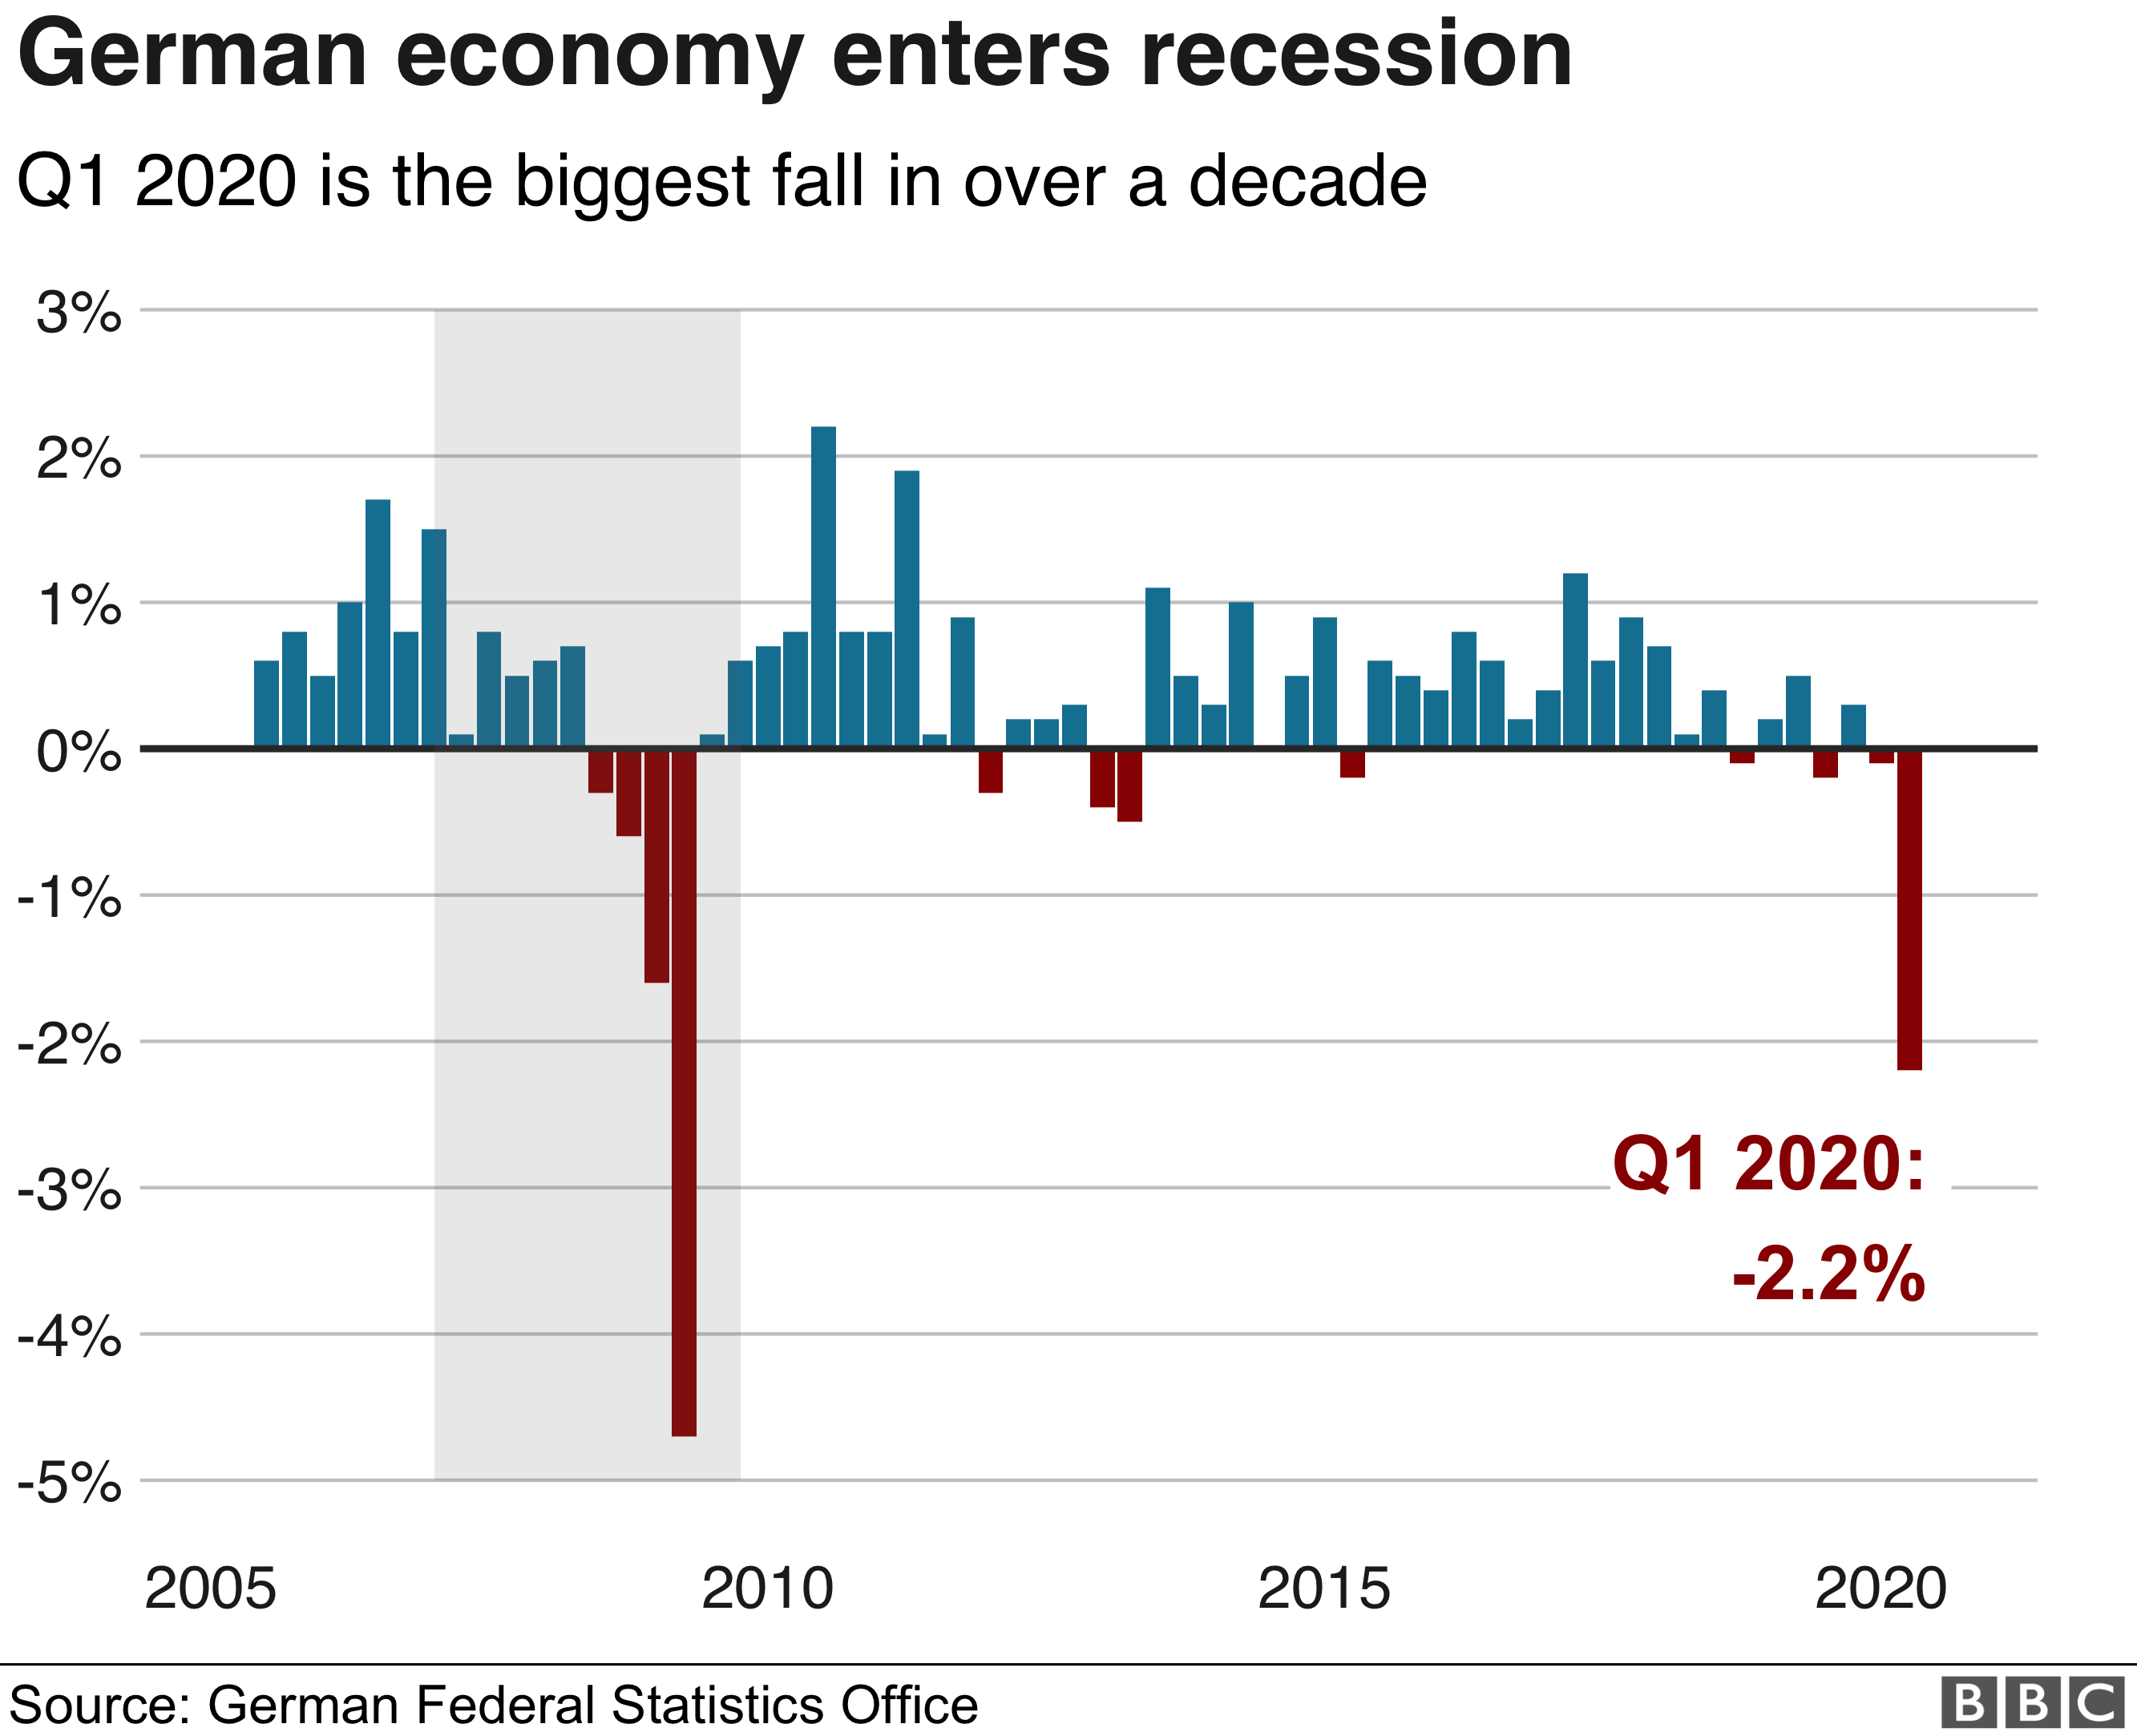 German economy enters recession
Q1 2020 is the biggest fall in over a decade
3%
2%
1%
0%
-1%
-2%
-3%
Q1 2020:
-2.2%
-4%
-5%
2005 2010 2015 2020
Source: German Federal Stattistics Office
BBC